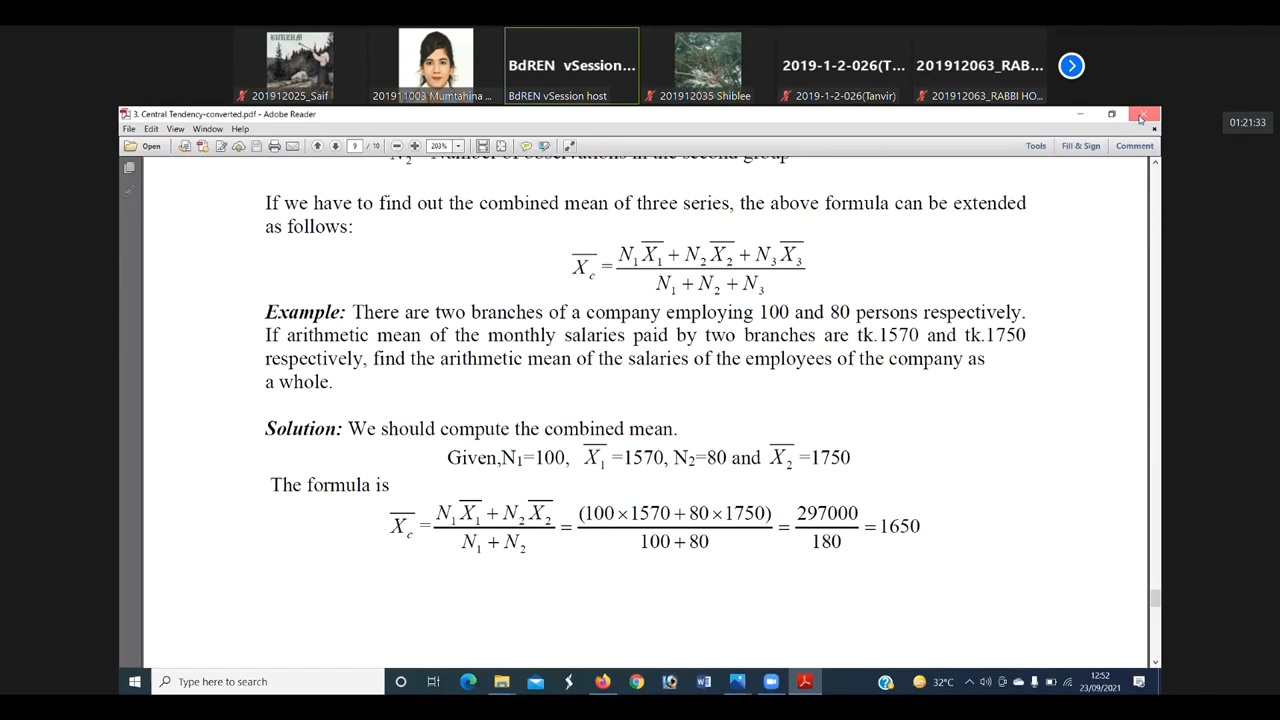 BdREN vSession... 2019-1-2-026(T... 201912063_RAB...
201912025_Saif 201911003 Mumtahina ... BdREN vSession host 201912035 Shiblee 2019-1-2-026(Tanvir) 201912063_RABBI HO...
3. Central Tendency-converted.pdf - Adobe Reader
01:21:33
File Edit View Window Help
Open 9 / 10 203% Tools Fill & Sign Comment
N2 Number of observations in the second group
If we have to find out the combined mean of three series, the above formula can be extended
as follows:
X̅c = (N1X̅1 + N2X̅2 + N3X̅3) / (N1 + N2 + N3)
Example: There are two branches of a company employing 100 and 80 persons respectively.
If arithmetic mean of the monthly salaries paid by two branches are tk.1570 and tk.1750
respectively, find the arithmetic mean of the salaries of the employees of the company as
a whole.
Solution: We should compute the combined mean.
Given,N1=100, X̅1 =1570, N2=80 and X̅2 =1750
The formula is
X̅c = (N1X̅1 + N2X̅2) / (N1 + N2) = (100×1570+80×1750) / (100+80) = 297000 / 180 = 1650
Type here to search 32°C 12:52
23/09/2021